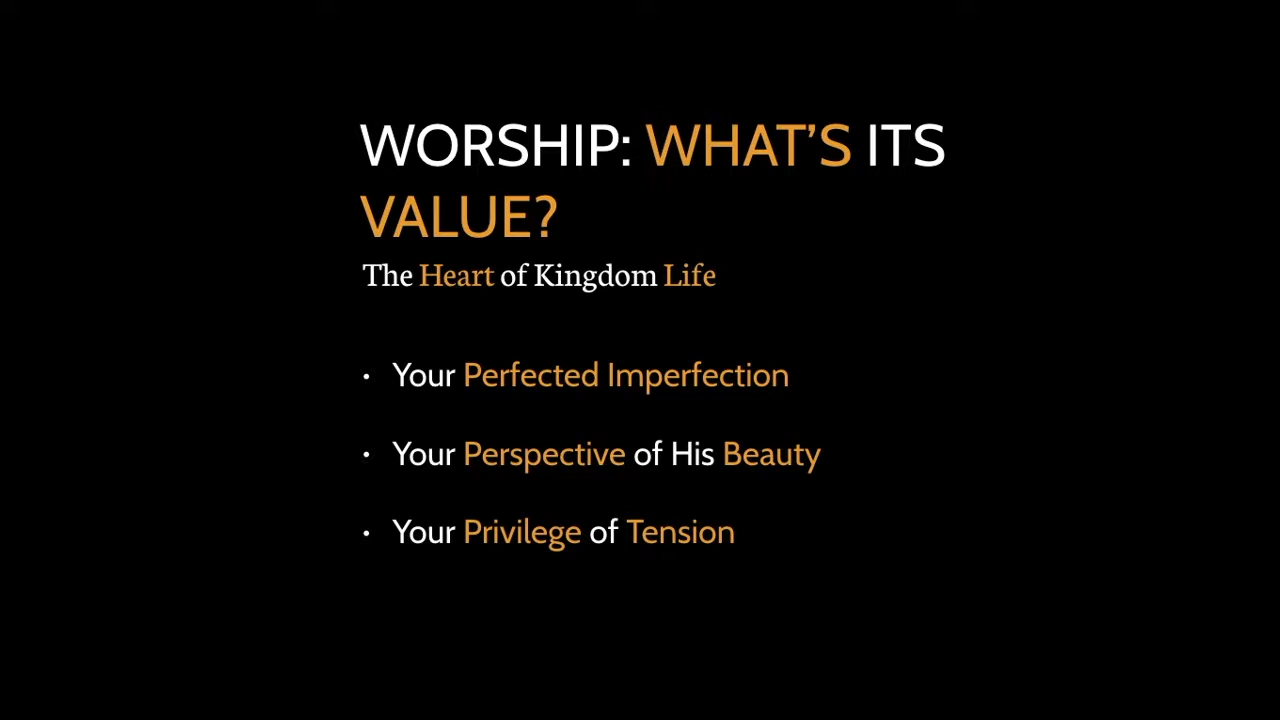 WORSHIP: WHAT’S ITS
VALUE?
The Heart of Kingdom Life
• Your Perfected Imperfection
• Your Perspective of His Beauty
• Your Privilege of Tension